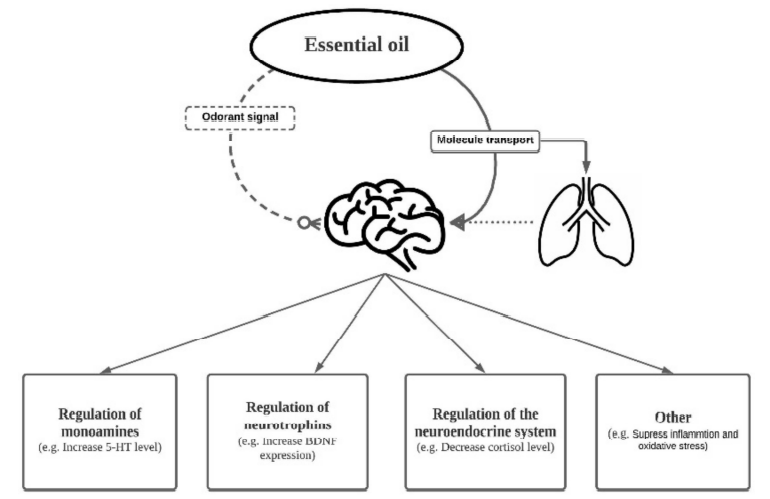 Essential oil
Odorant signal
Molecule transport
Regulation of
monoamines
(e.g. Increase 5-HT level)
Regulation of
neurotrophins
(e.g. Increase BDNF
expression)
Regulation of the
neuroendocrine system
(e.g. Decrease cortisol level)
Other
(e.g. Supress inflammtion and
oxidative stress)